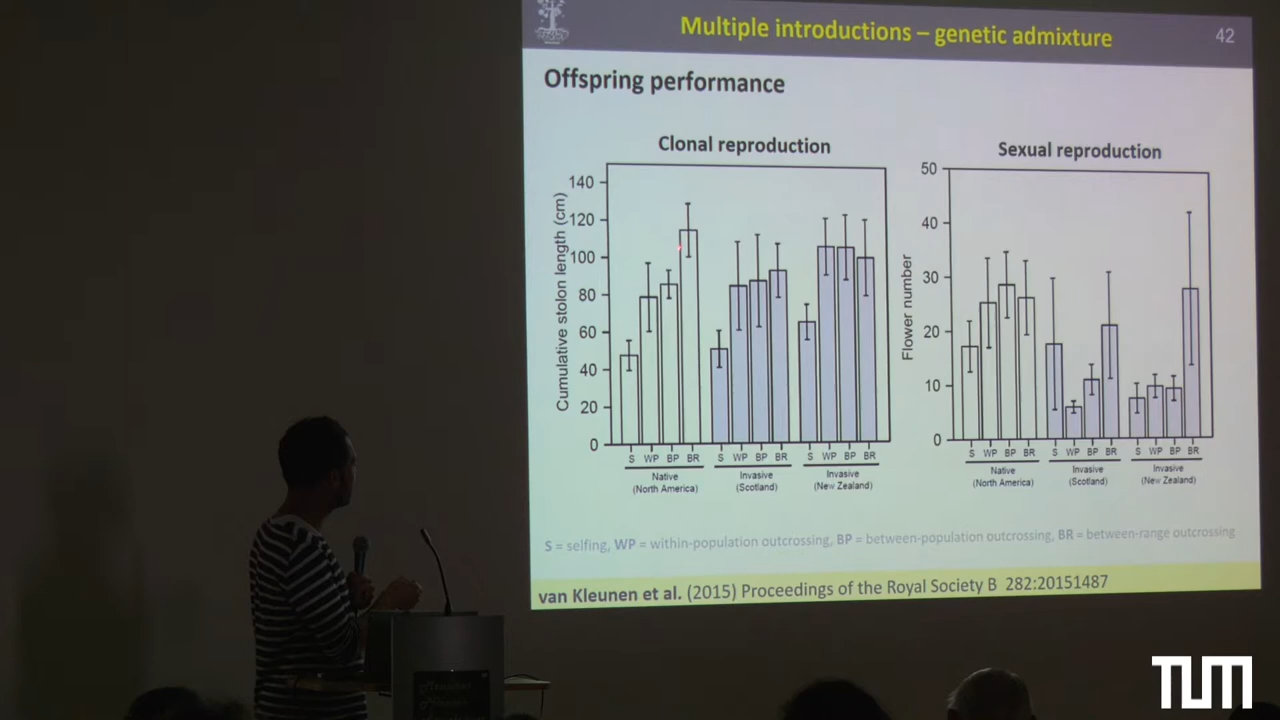 Multiple introductions – genetic admixture
42
Offspring performance
Clonal reproduction
Cumulative stolon length (cm)
140
120
100
80
60
40
20
0
S WP BP BR
S WP BP BR
S WP BP BR
Native
(North America)
Invasive
(Scotland)
Invasive
(New Zealand)
Sexual reproduction
Flower number
50
40
30
20
10
0
S WP BP BR
S WP BP BR
S WP BP BR
Native
(North America)
Invasive
(Scotland)
Invasive
(New Zealand)
S = selfing, WP = within-population outcrossing, BP = between-population outcrossing, BR = between-range outcrossing
van Kleunen et al. (2015) Proceedings of the Royal Society B 282:20151487
TUM